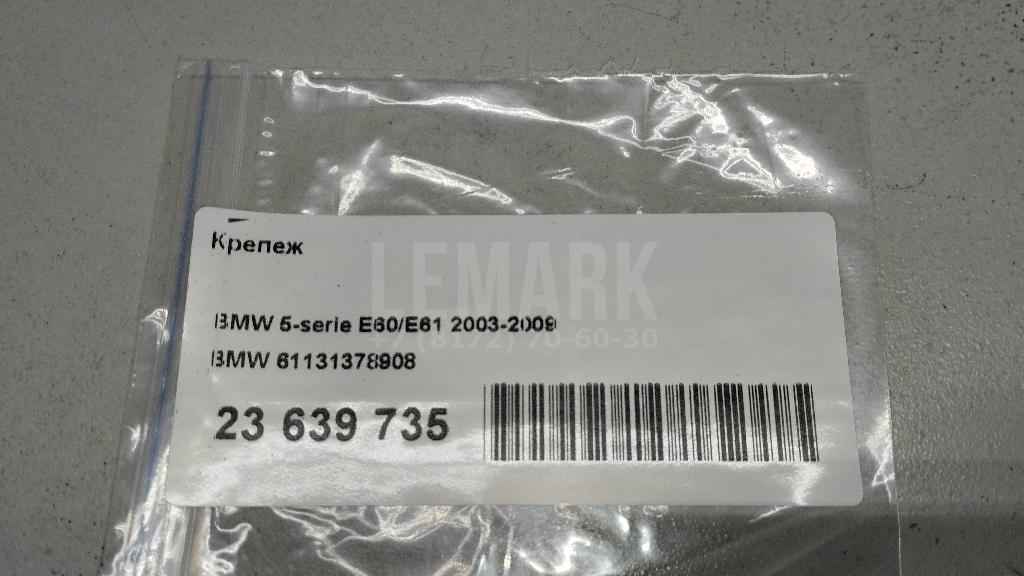 Крепеж
LEMARK
BMW 5-serie E60/E61 2003-2009
+7 (8172) 70-60-30
BMW 61131378908
23 639 735